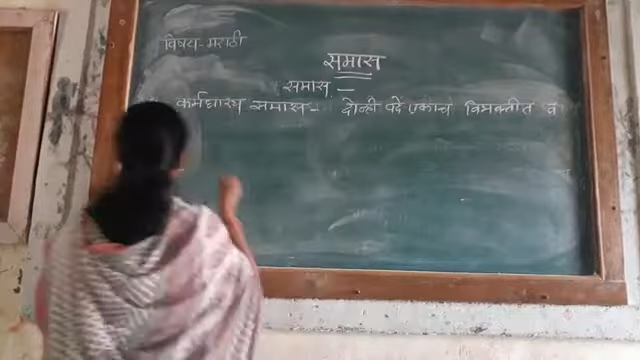 विषय - मराठी
समास
समास -
कर्मधारय समास - दोन्ही पदे एकाच विभक्तीत व